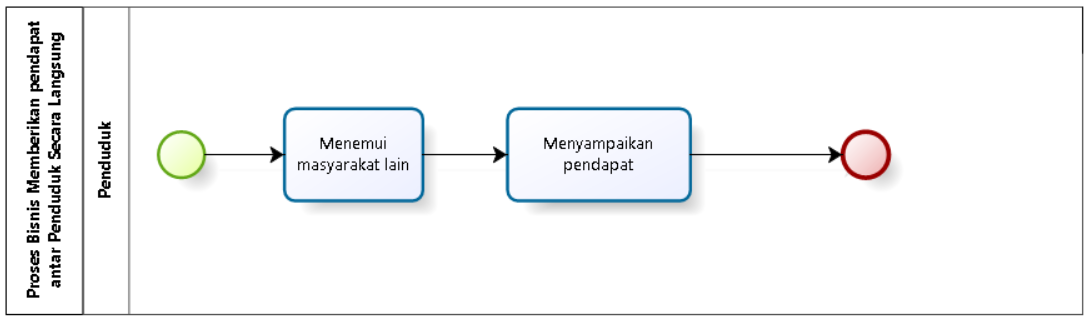 Proses Bisnis Memberikan pendapat
antar Penduduk Secara Langsung
Penduduk
Menemui
masyarakat lain
Menyampaikan
pendapat